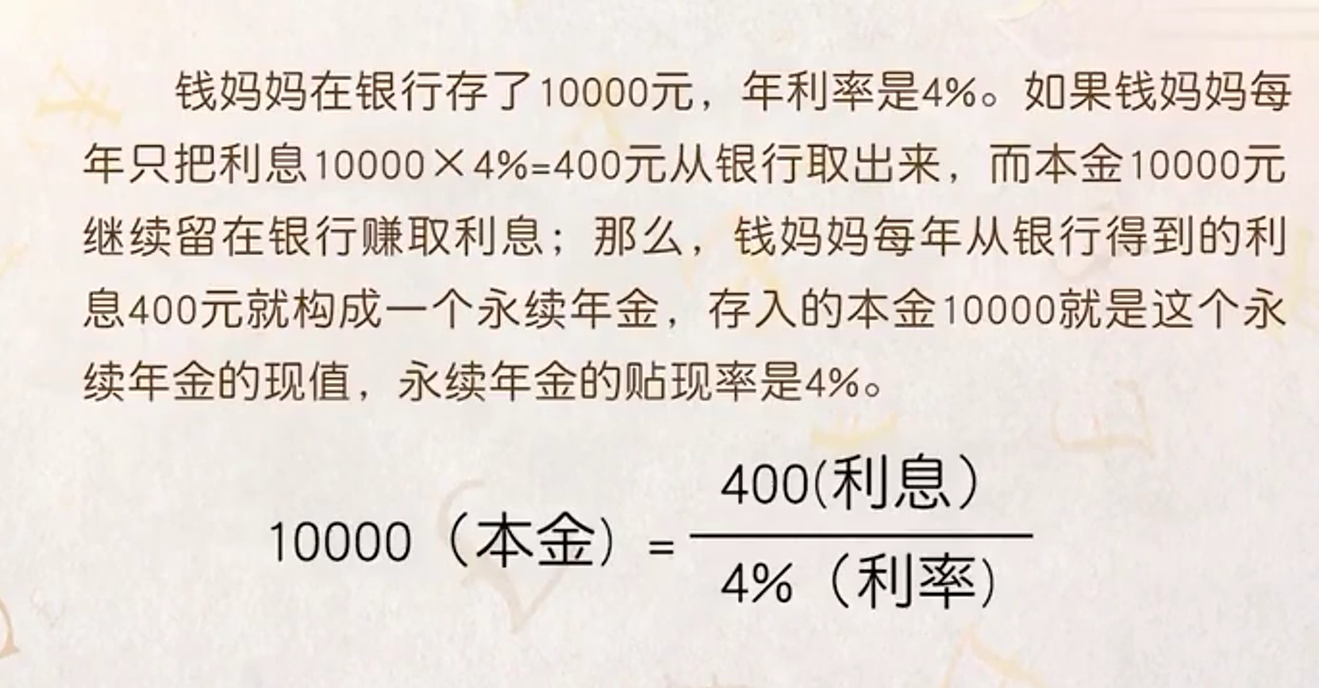 钱妈妈在银行存了10000元，年利率是4%。如果钱妈妈每
年只把利息10000×4%=400元从银行取出来，而本金10000元
继续留在银行赚取利息；那么，钱妈妈每年从银行得到的利
息400元就构成一个永续年金，存入的本金10000就是这个永
续年金的现值，永续年金的贴现率是4%。
10000（本金）=
400(利息）
4%（利率）